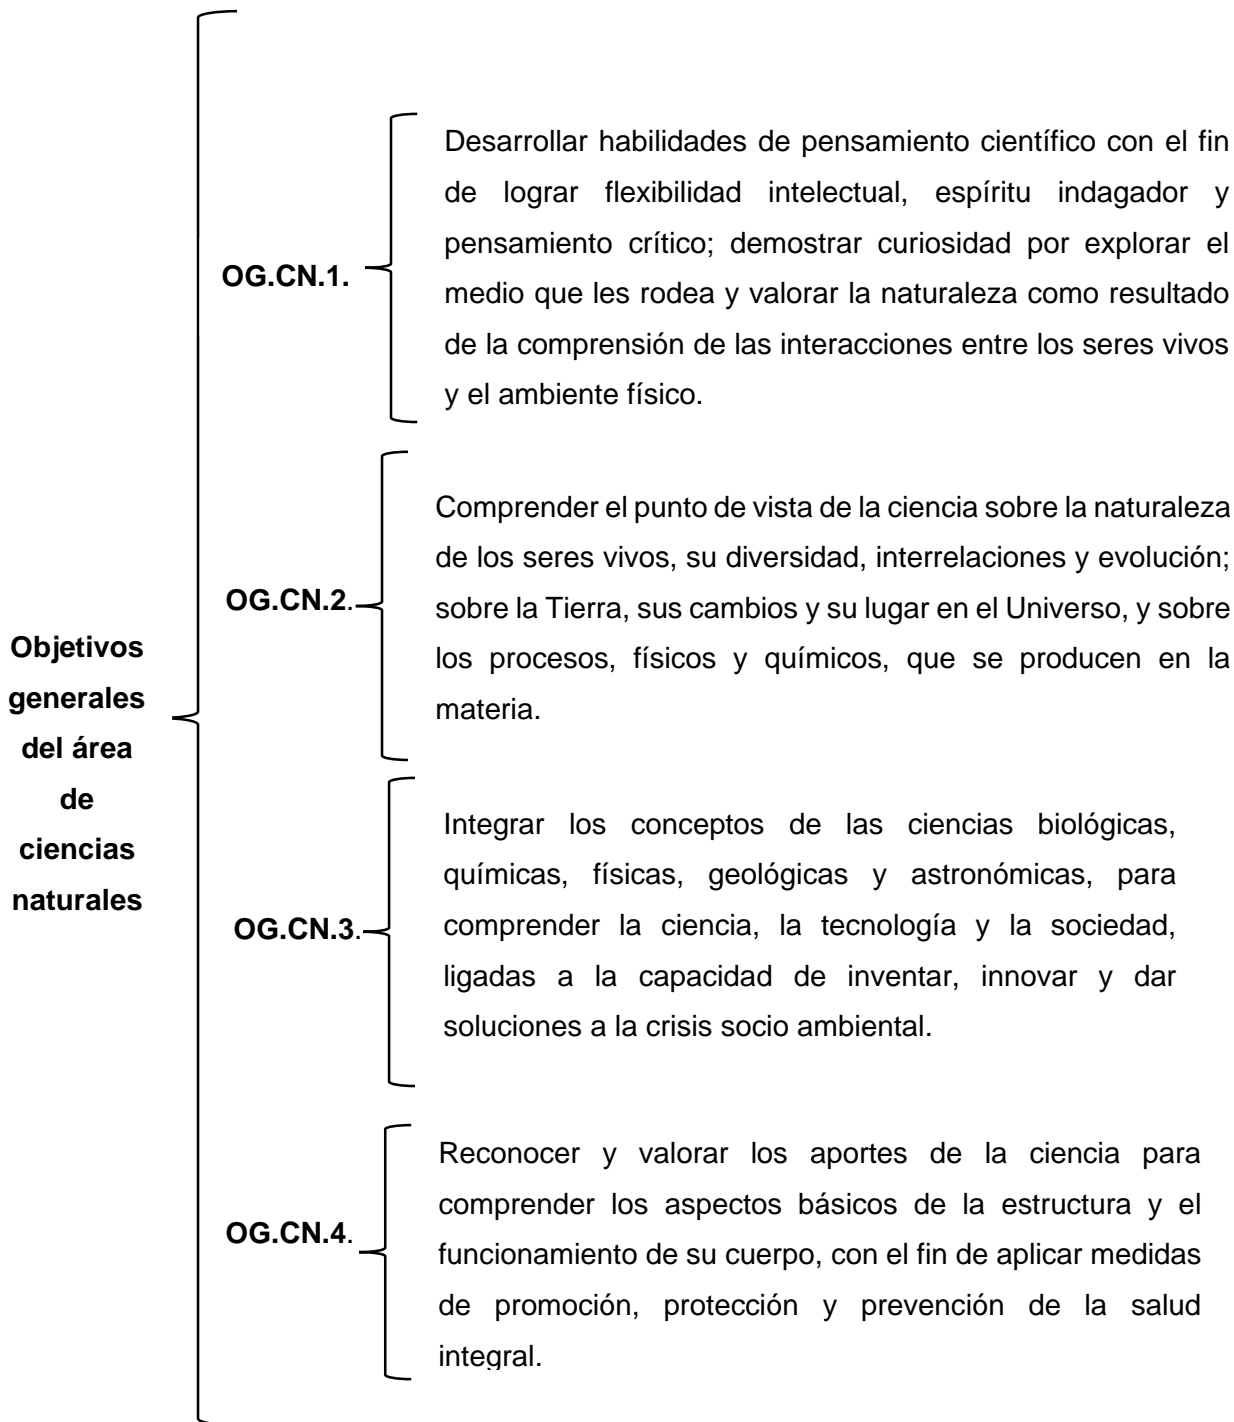 Objetivos
generales
del área
de
ciencias
naturales
OG.CN.1.
Desarrollar habilidades de pensamiento científico con el fin
de lograr flexibilidad intelectual, espíritu indagador y
pensamiento crítico; demostrar curiosidad por explorar el
medio que les rodea y valorar la naturaleza como resultado
de la comprensión de las interacciones entre los seres vivos
y el ambiente físico.
OG.CN.2.
Comprender el punto de vista de la ciencia sobre la naturaleza
de los seres vivos, su diversidad, interrelaciones y evolución;
sobre la Tierra, sus cambios y su lugar en el Universo, y sobre
los procesos, físicos y químicos, que se producen en la
materia.
OG.CN.3.
Integrar los conceptos de las ciencias biológicas,
químicas, físicas, geológicas y astronómicas, para
comprender la ciencia, la tecnología y la sociedad,
ligadas a la capacidad de inventar, innovar y dar
soluciones a la crisis socio ambiental.
OG.CN.4.
Reconocer y valorar los aportes de la ciencia para
comprender los aspectos básicos de la estructura y el
funcionamiento de su cuerpo, con el fin de aplicar medidas
de promoción, protección y prevención de la salud
integral.